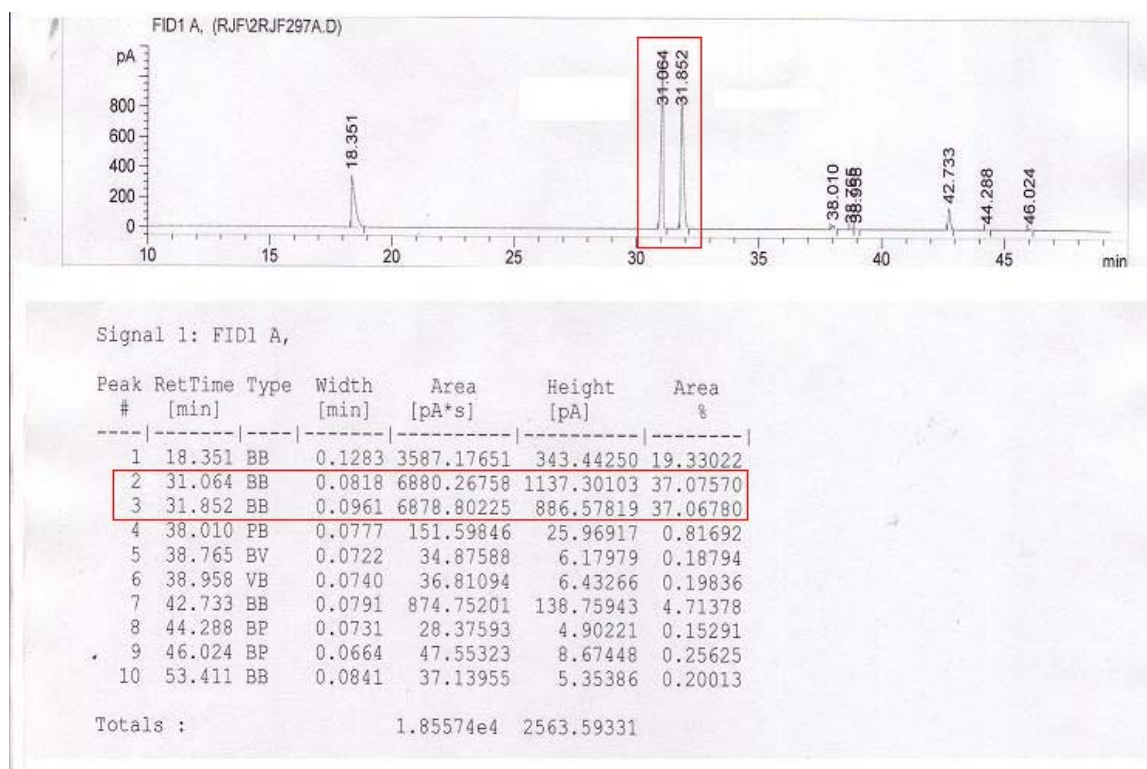 FID1 A, (RJF\2RJF297A.D)
pA
800
600
400
200
0
18.351
31.064
31.852
38.010
38.765
38.958
42.733
44.288
46.024
10 15 20 25 30 35 40 45 min
Signal 1: FID1 A,
Peak RetTime Type Width Area Height Area
# [min] [min] [pA*s] [pA] %
----|-------|----|-------|----------|----------|--------|
1 18.351 BB 0.1283 3587.17651 343.44250 19.33022
2 31.064 BB 0.0818 6880.26758 1137.30103 37.07570
3 31.852 BB 0.0961 6878.80225 886.57819 37.06780
4 38.010 PB 0.0777 151.59846 25.96917 0.81692
5 38.765 BV 0.0722 34.87588 6.17979 0.18794
6 38.958 VB 0.0740 36.81094 6.43266 0.19836
7 42.733 BB 0.0791 874.75201 138.75943 4.71378
8 44.288 BP 0.0731 28.37593 4.90221 0.15291
9 46.024 BP 0.0664 47.55323 8.67448 0.25625
10 53.411 BB 0.0841 37.13955 5.35386 0.20013
Totals : 1.85574e4 2563.59331